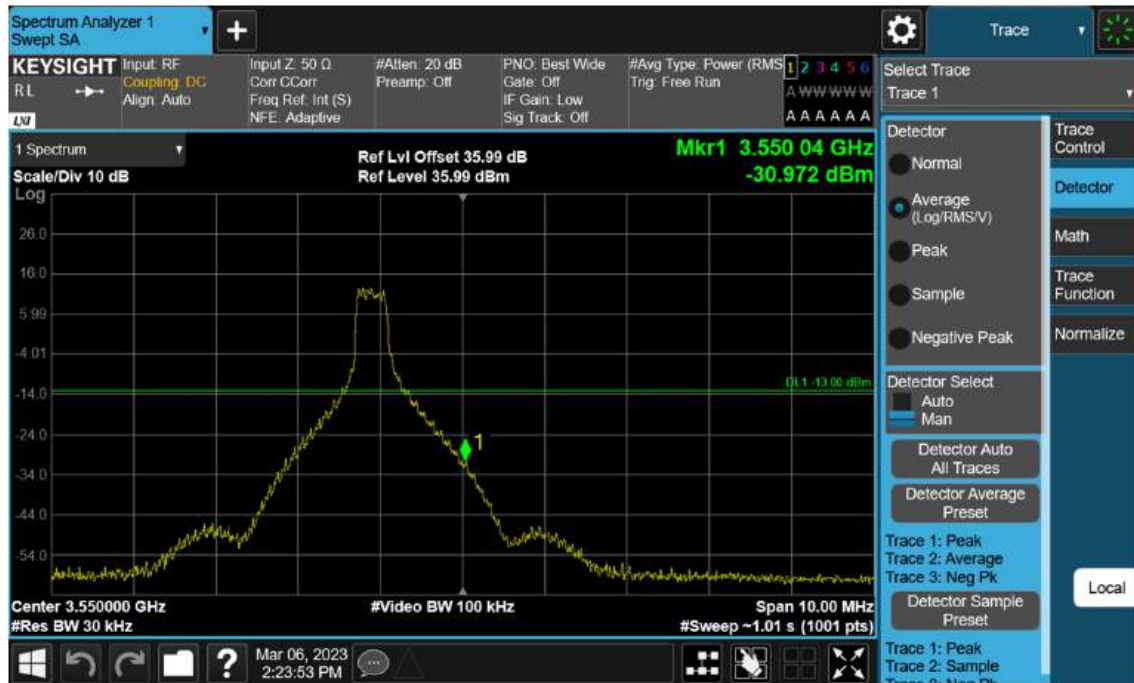 Spectrum Analyzer 1
Swept SA
Trace
KEYSIGHT
RL
LXI
Input: RF
Coupling: DC
Align: Auto
Input Z: 50 Ω
Corr CCorr
Freq Ref: Int (S)
NFE: Adaptive
#Atten: 20 dB
Preamp: Off
PNO: Best Wide
Gate: Off
IF Gain: Low
Sig Track: Off
#Avg Type: Power (RMS
Trig: Free Run
1 2 3 4 5 6
A W W W W W
A A A A A A
Select Trace
Trace 1
1 Spectrum
Scale/Div 10 dB
Log
Ref Lvl Offset 35.99 dB
Ref Level 35.99 dBm
Mkr1 3.550 04 GHz
-30.972 dBm
26.0
16.0
5.99
-4.01
-14.0
-24.0
-34.0
-44.0
-54.0
DL1 -13.00 dBm
1
Center 3.550000 GHz
#Res BW 30 kHz
#Video BW 100 kHz
Span 10.00 MHz
#Sweep ~1.01 s (1001 pts)
Detector
Normal
Average
(Log/RMS/V)
Peak
Sample
Negative Peak
Detector Select
Auto
Man
Detector Auto
All Traces
Detector Average
Preset
Trace 1: Peak
Trace 2: Average
Trace 3: Neg Pk
Detector Sample
Preset
Trace 1: Peak
Trace 2: Sample
Trace 3: Neg Pk
Trace
Control
Detector
Math
Trace
Function
Normalize
Local
?
Mar 06, 2023
2:23:53 PM